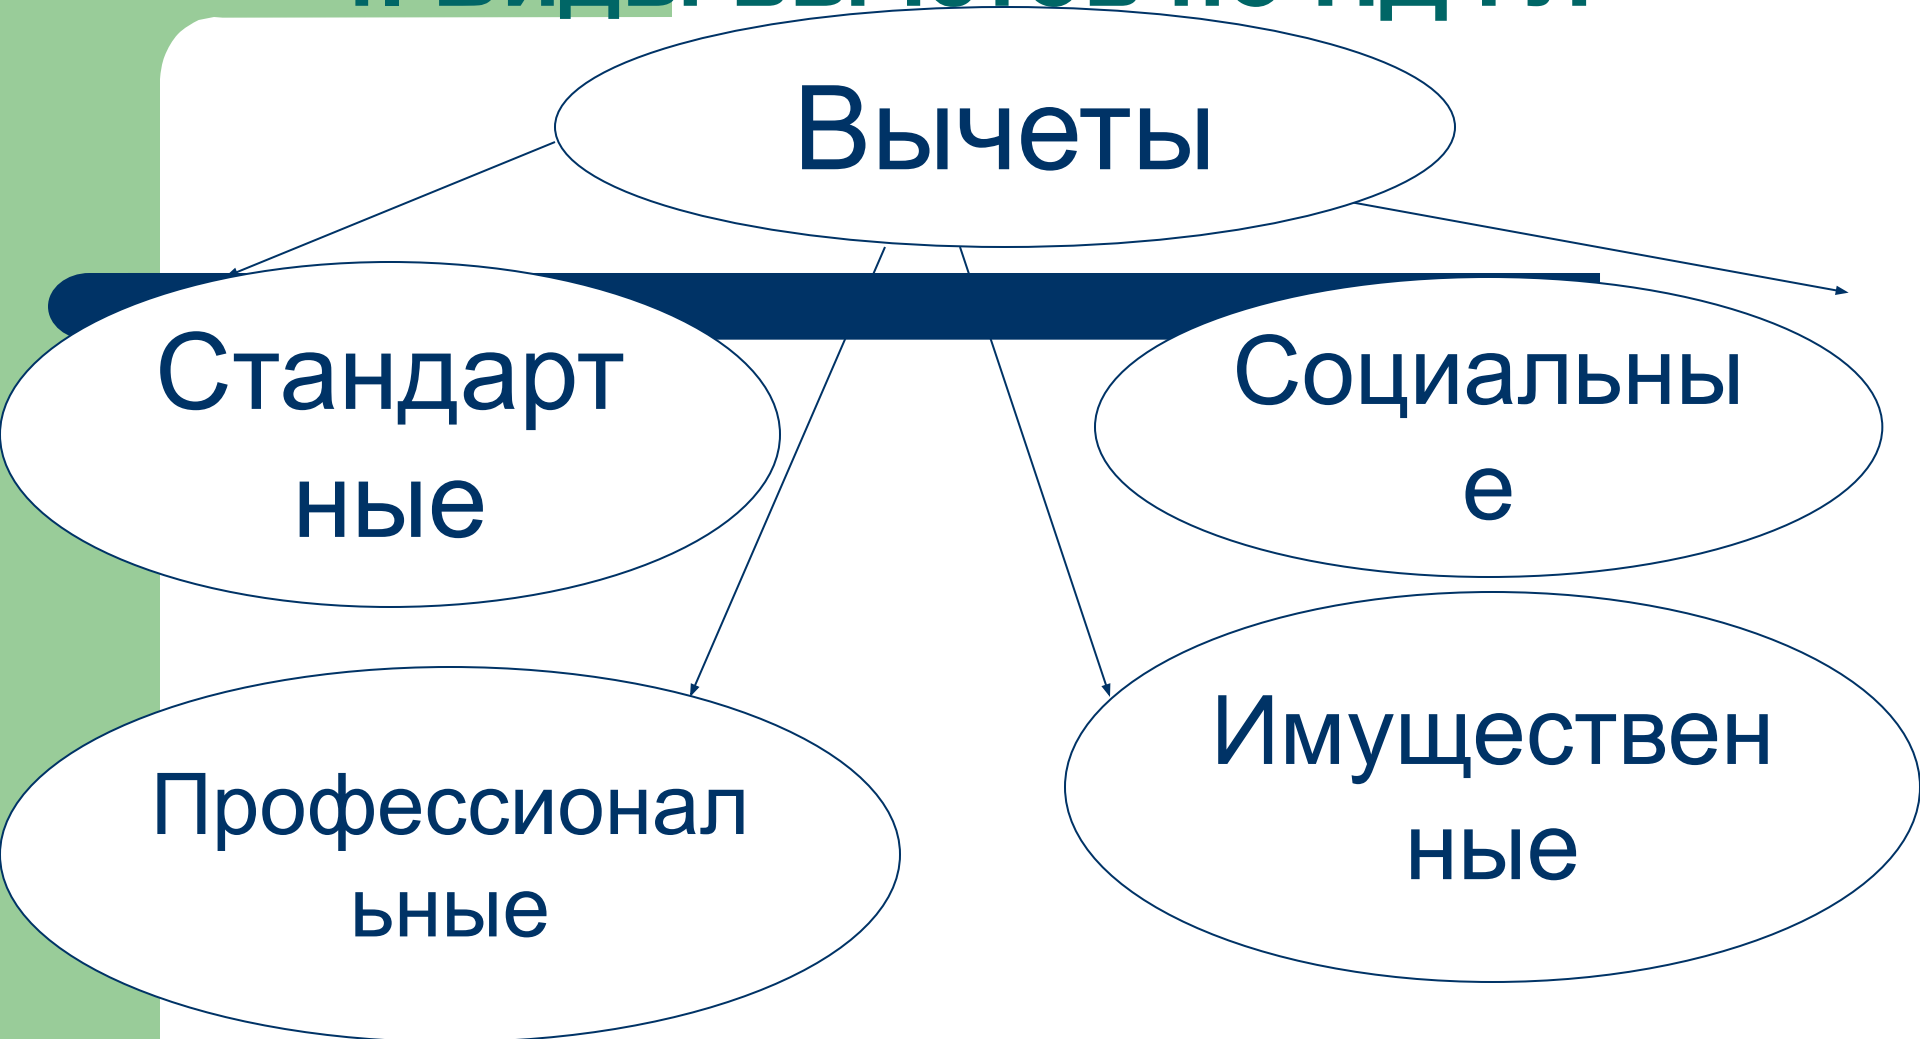 Вычеты
Стандарт
ные
Социальны
е
Профессионал
ьные
Имуществен
ные